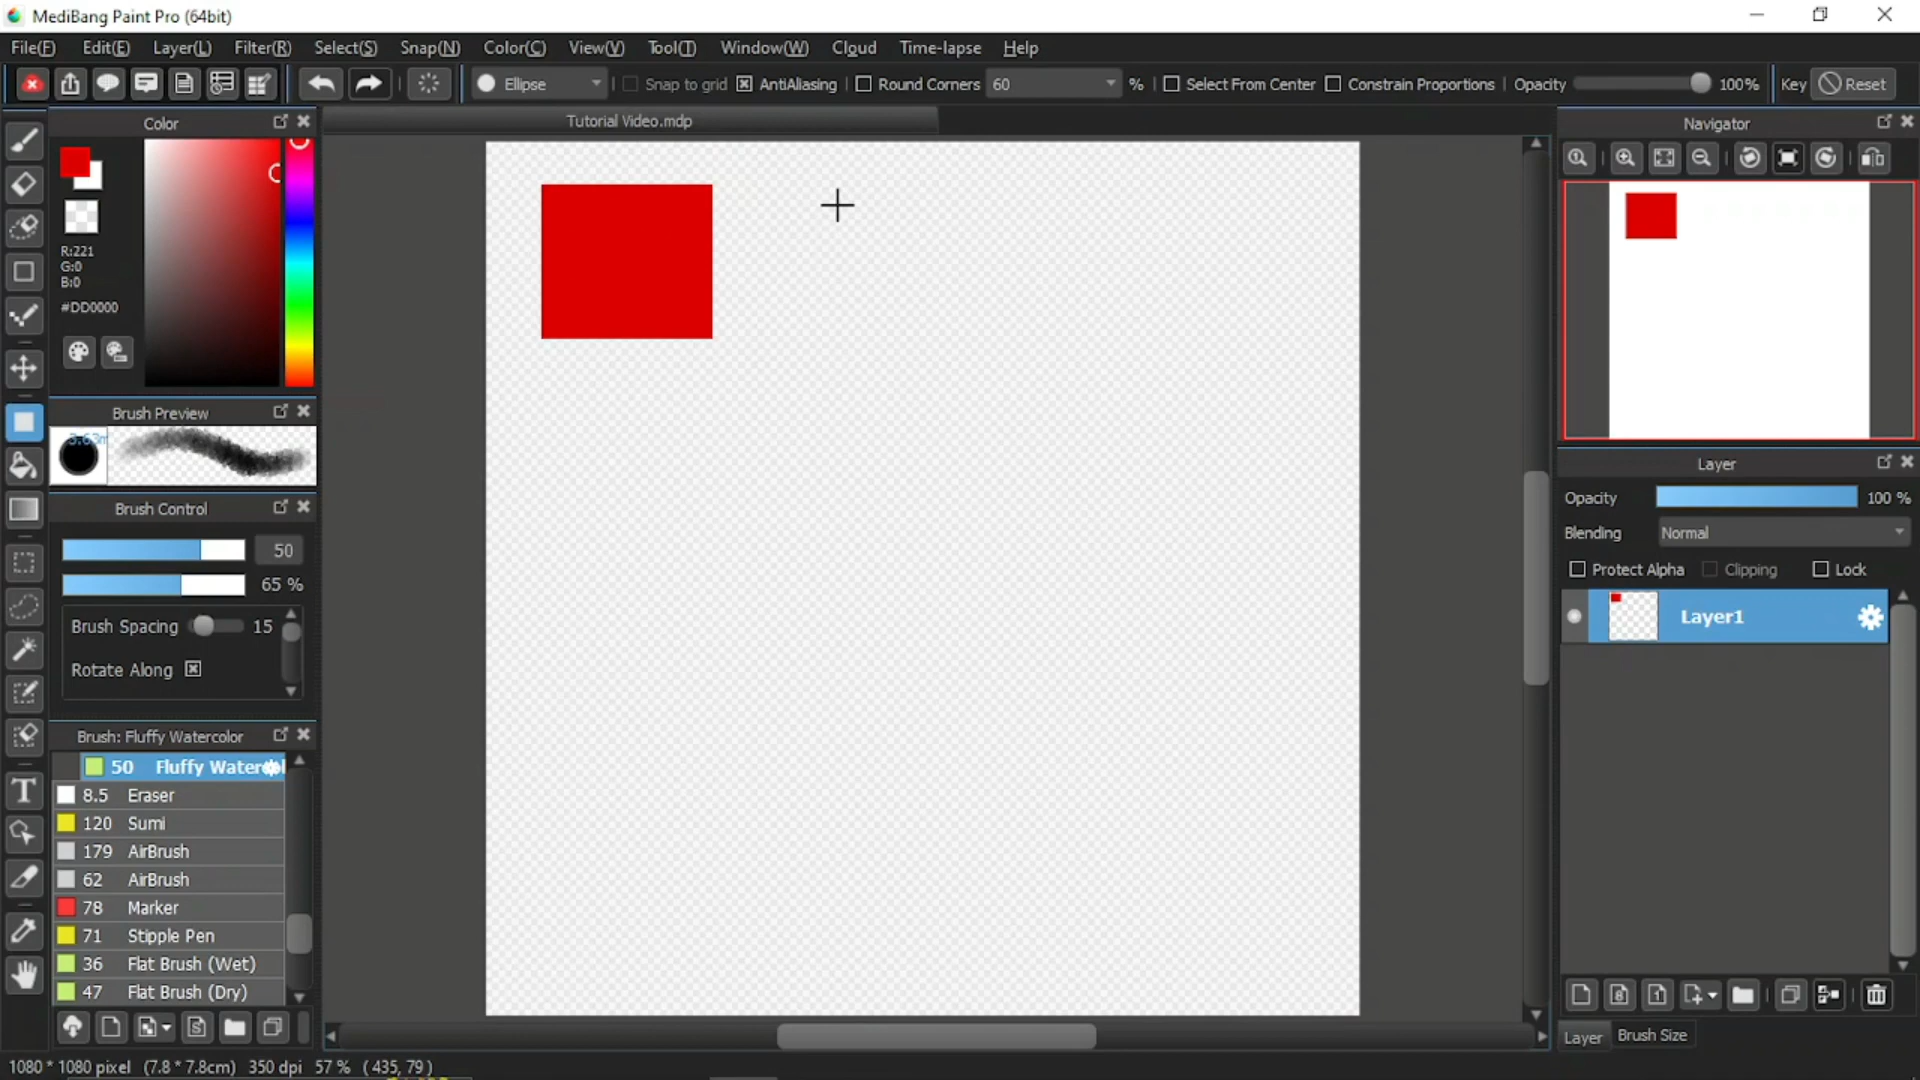 MediBang Paint Pro (64bit)
File(F) Edit(E) Layer(L) Filter(R) Select(S) Snap(N) Color(C) View(V) Tool(T) Window(W) Cloud Time-lapse Help
Ellipse Snap to grid AntiAliasing Round Corners 60 % Select From Center Constrain Proportions Opacity 100% Key Reset
Color
Tutorial Video.mdp
Navigator
R:221
G:0
B:0
#DD0000
Brush Preview
Brush Control
50
65 %
Brush Spacing 15
Rotate Along
Brush: Fluffy Watercolor
50 Fluffy
8.5 Eraser
120 Sumi
179 AirBrush
62 AirBrush
78 Marker
71 Stipple Pen
36 Flat Brush (Wet)
47 Flat Brush (Dry)
Layer
Opacity 100 %
Blending Normal
Protect Alpha Clipping Lock
Layer1
Layer Brush Size
1080 * 1080 pixel (7.8 * 7.8cm) 350 dpi 57 % ( 435, 79 )